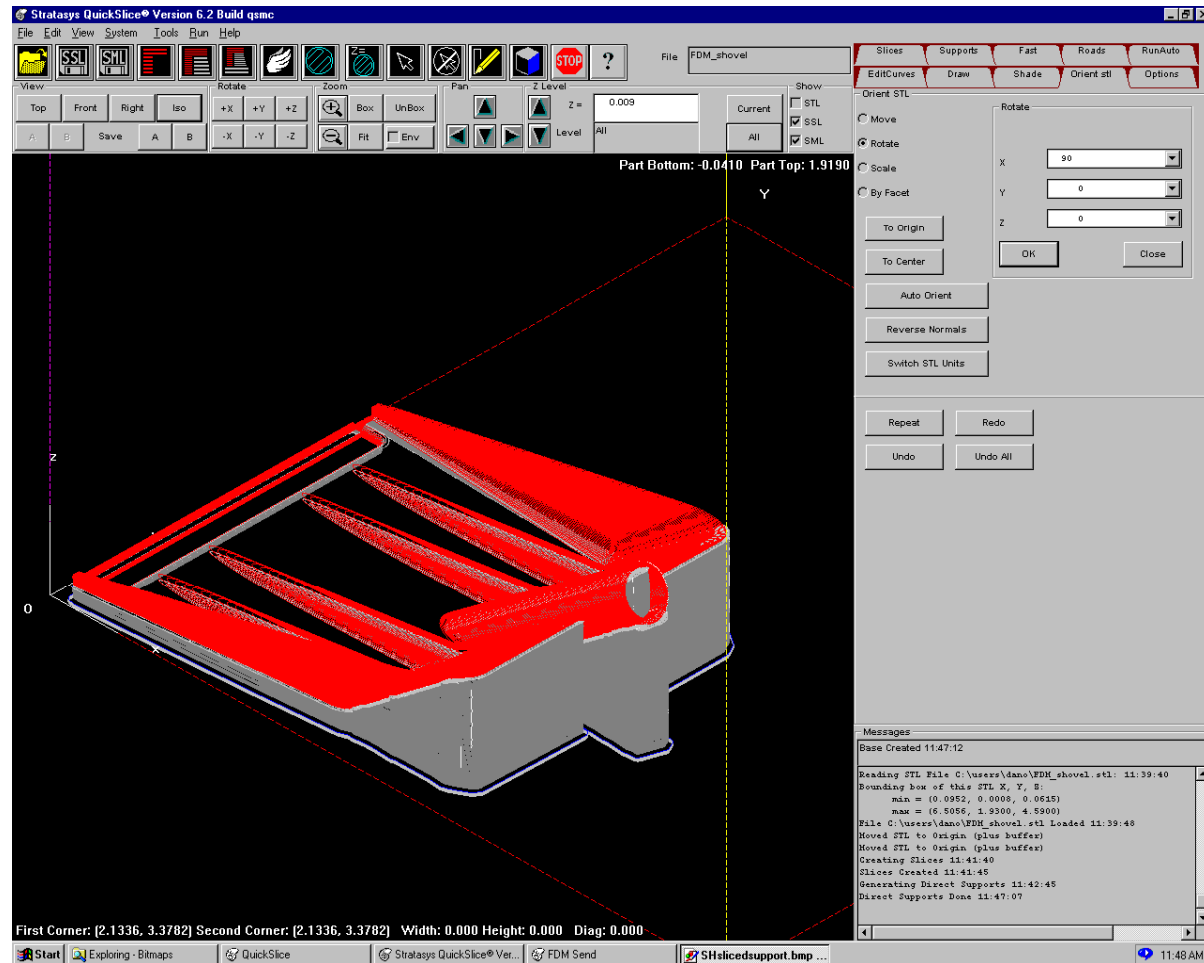 Stratasys QuickSlice® Version 6.2 Build qsmc
File Edit View System Tools Run Help
SSL SML Z= STOP ? File FDM_shovel
View Rotate Zoom Pan Z Level Show
Top Front Right Iso +X +Y +Z Box UnBox Z = 0.009 Current STL
SSL
A B Save A B -X -Y -Z Fit Env Level All All SML
Part Bottom: -0.0410 Part Top: 1.9190
Y
Z
O
X
First Corner: (2.1336, 3.3782) Second Corner: (2.1336, 3.3782) Width: 0.000 Height: 0.000 Diag: 0.000
Slices Supports Fast Roads RunAuto
EditCurves Draw Shade Orient stl Options
Orient STL
Move
Rotate
Scale
By Facet
Rotate
X 90
Y 0
Z 0
OK Close
To Origin
To Center
Auto Orient
Reverse Normals
Switch STL Units
Repeat Redo
Undo Undo All
Messages
Base Created 11:47:12
Reading STL File C:\users\dano\FDM_shovel.stl: 11:39:40
Bounding box of this STL X, Y, Z:
min = (0.0952, 0.0008, 0.0615)
max = (6.5056, 1.9300, 4.5900)
File C:\users\dano\FDM_shovel.stl Loaded 11:39:48
Moved STL to Origin (plus buffer)
Moved STL to Origin (plus buffer)
Creating Slices 11:41:40
Slices Created 11:41:45
Generating Direct Supports 11:42:45
Direct Supports Done 11:47:07
Start Exploring - Bitmaps QuickSlice Stratasys QuickSlice® Ver... FDM Send SHslicedsupport.bmp ... 11:48 AM